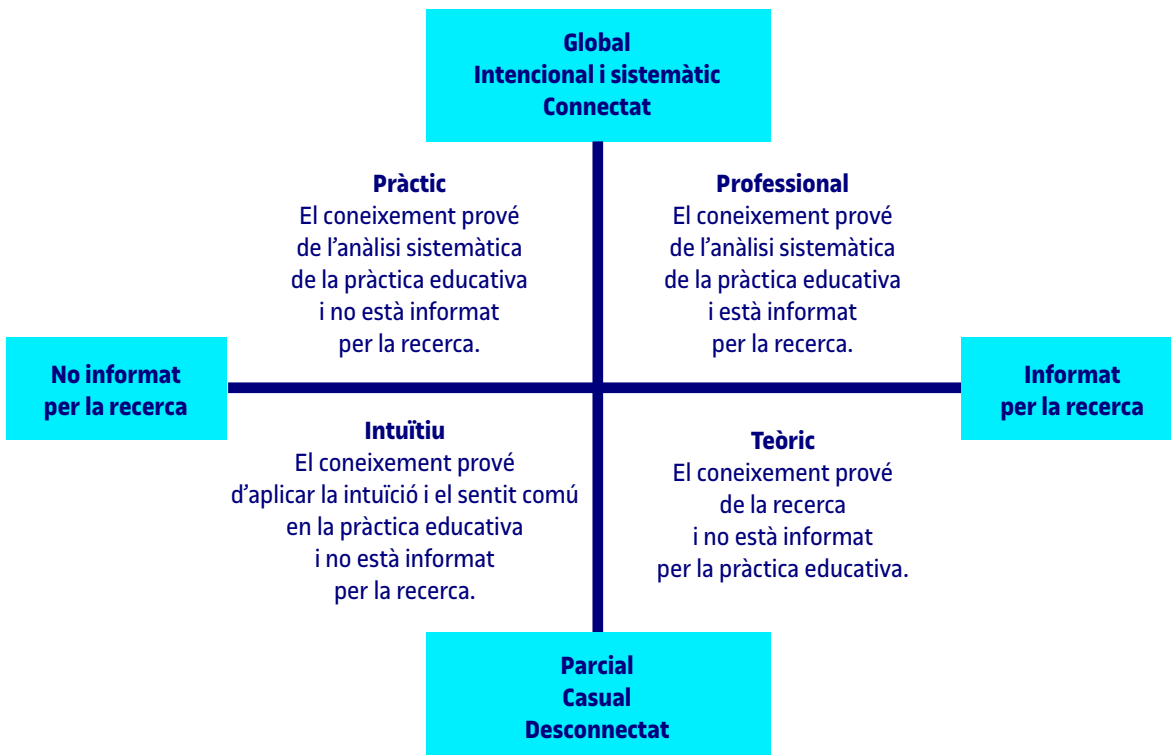 Global
Intencional i sistemàtic
Connectat
Pràctic
El coneixement prové
de l'anàlisi sistemàtica
de la pràctica educativa
i no està informat
per la recerca.
Professional
El coneixement prové
de l'anàlisi sistemàtica
de la pràctica educativa
i està informat
per la recerca.
No informat
per la recerca
Informat
per la recerca
Intuïtiu
El coneixement prové
d'aplicar la intuïció i el sentit comú
en la pràctica educativa
i no està informat
per la recerca.
Teòric
El coneixement prové
de la recerca
i no està informat
per la pràctica educativa.
Parcial
Casual
Desconnectat